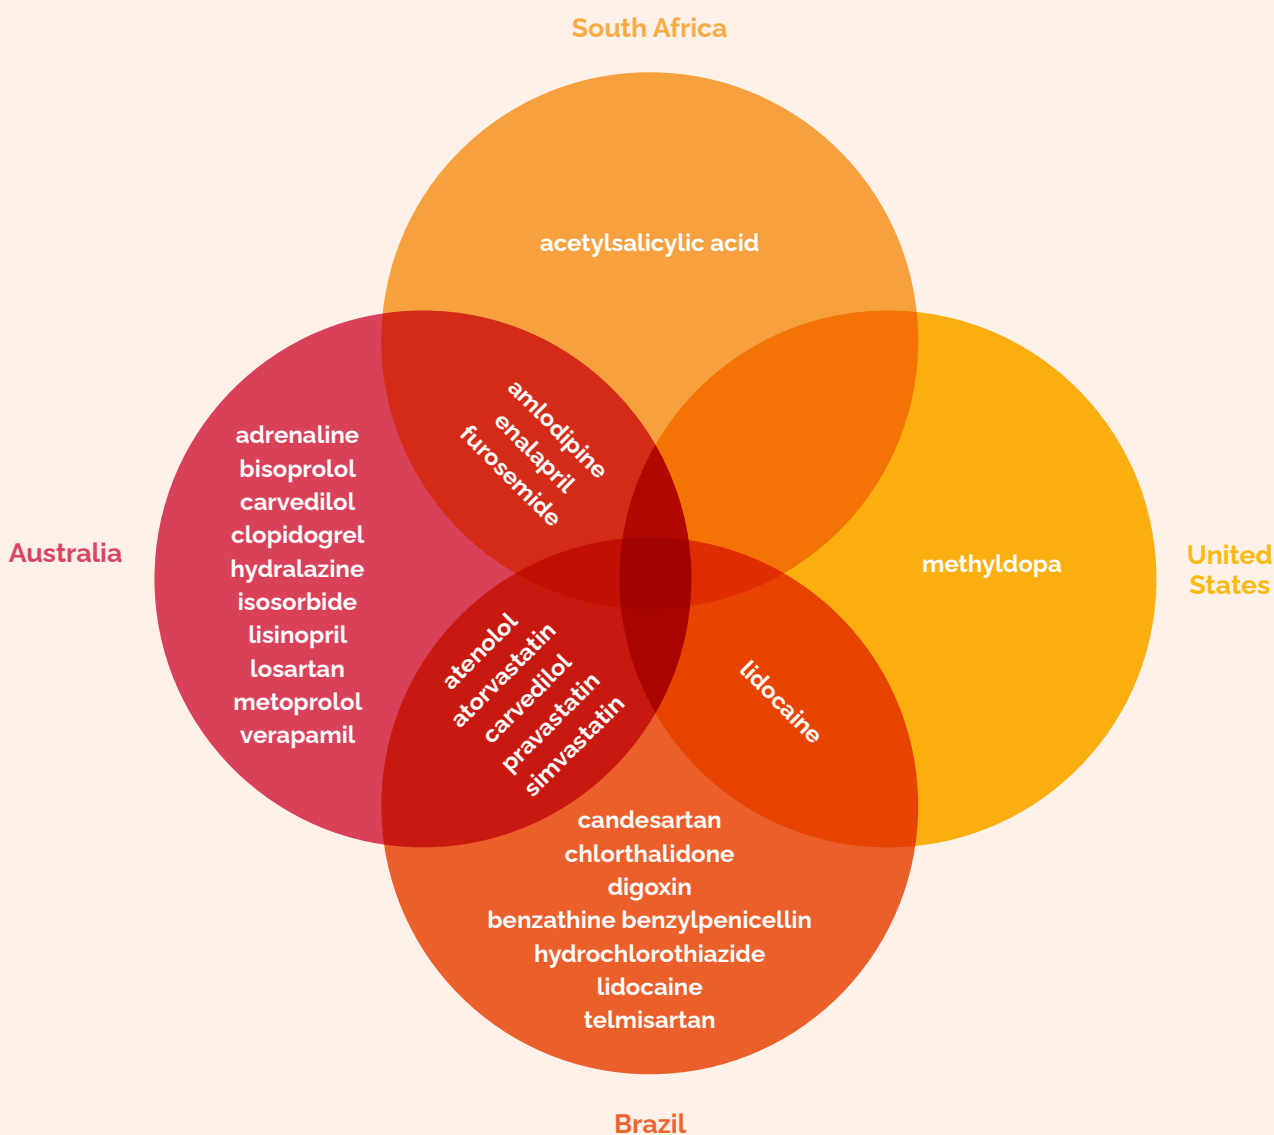 South Africa
acetylsalicylic acid
amlodipine
enalapril
furosemide
Australia
adrenaline
bisoprolol
carvedilol
clopidogrel
hydralazine
isosorbide
lisinopril
losartan
metoprolol
verapamil
methyldopa
United
States
atenolol
atorvastatin
carvedilol
pravastatin
simvastatin
lidocaine
candesartan
chlorthalidone
digoxin
benzathine benzylpenicellin
hydrochlorothiazide
lidocaine
telmisartan
Brazil